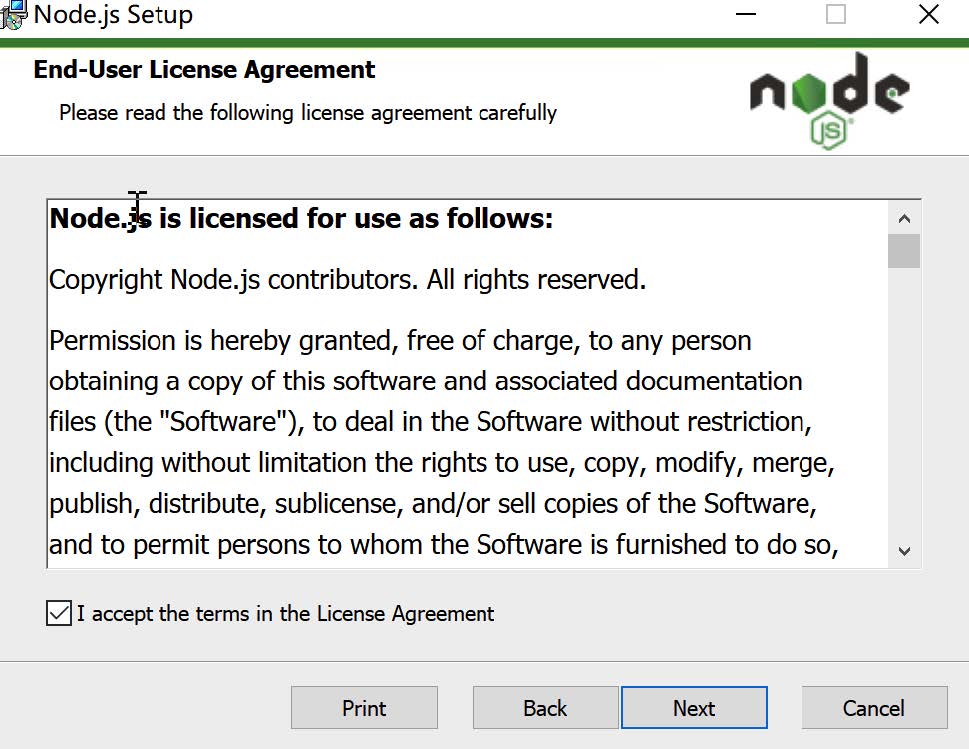 Node.js Setup
End-User License Agreement
Please read the following license agreement carefully
node
JS
Node.js is licensed for use as follows:
Copyright Node.js contributors. All rights reserved.
Permission is hereby granted, free of charge, to any person
obtaining a copy of this software and associated documentation
files (the "Software"), to deal in the Software without restriction,
including without limitation the rights to use, copy, modify, merge,
publish, distribute, sublicense, and/or sell copies of the Software,
and to permit persons to whom the Software is furnished to do so,
I accept the terms in the License Agreement
Print
Back
Next
Cancel